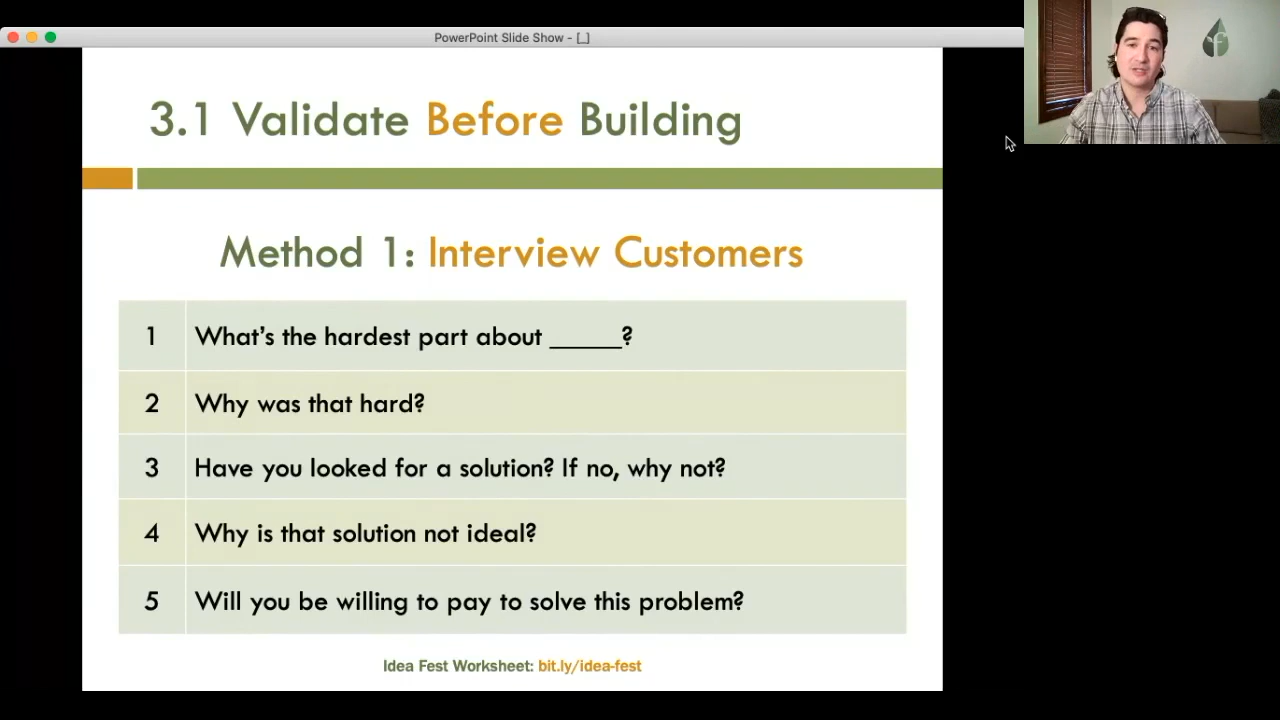 PowerPoint Slide Show - [_]
3.1 Validate Before Building
Method 1: Interview Customers
1 What's the hardest part about ______?
2 Why was that hard?
3 Have you looked for a solution? If no, why not?
4 Why is that solution not ideal?
5 Will you be willing to pay to solve this problem?
Idea Fest Worksheet: bit.ly/idea-fest
f